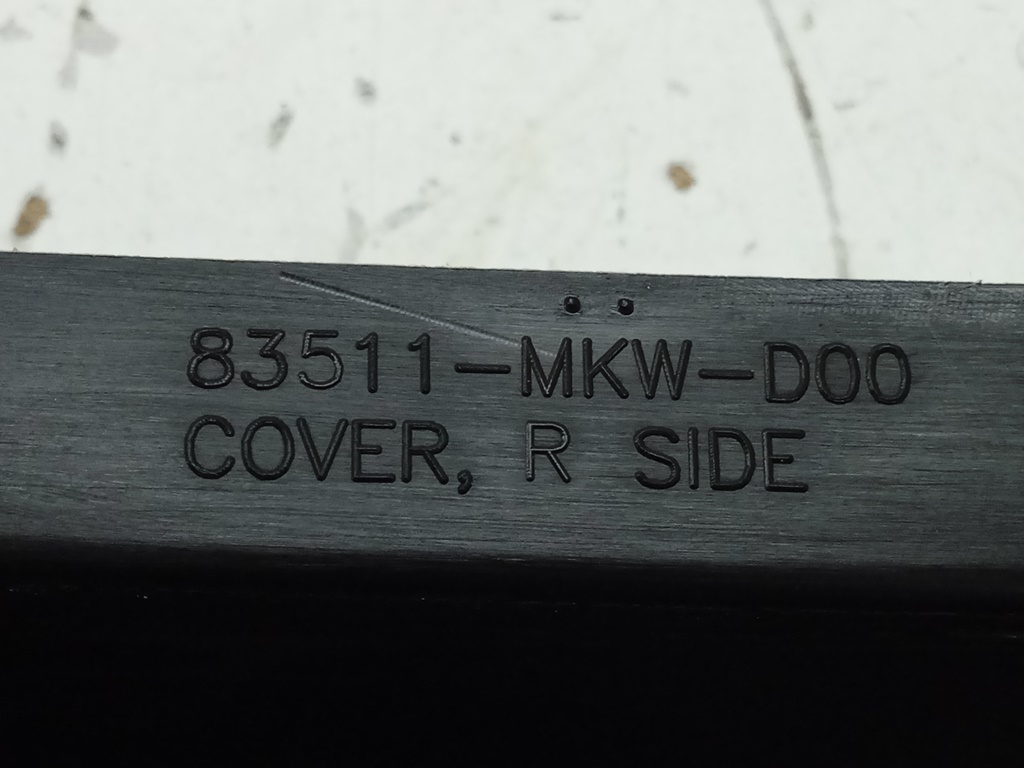 83511-MKW-D00
COVER, R SIDE